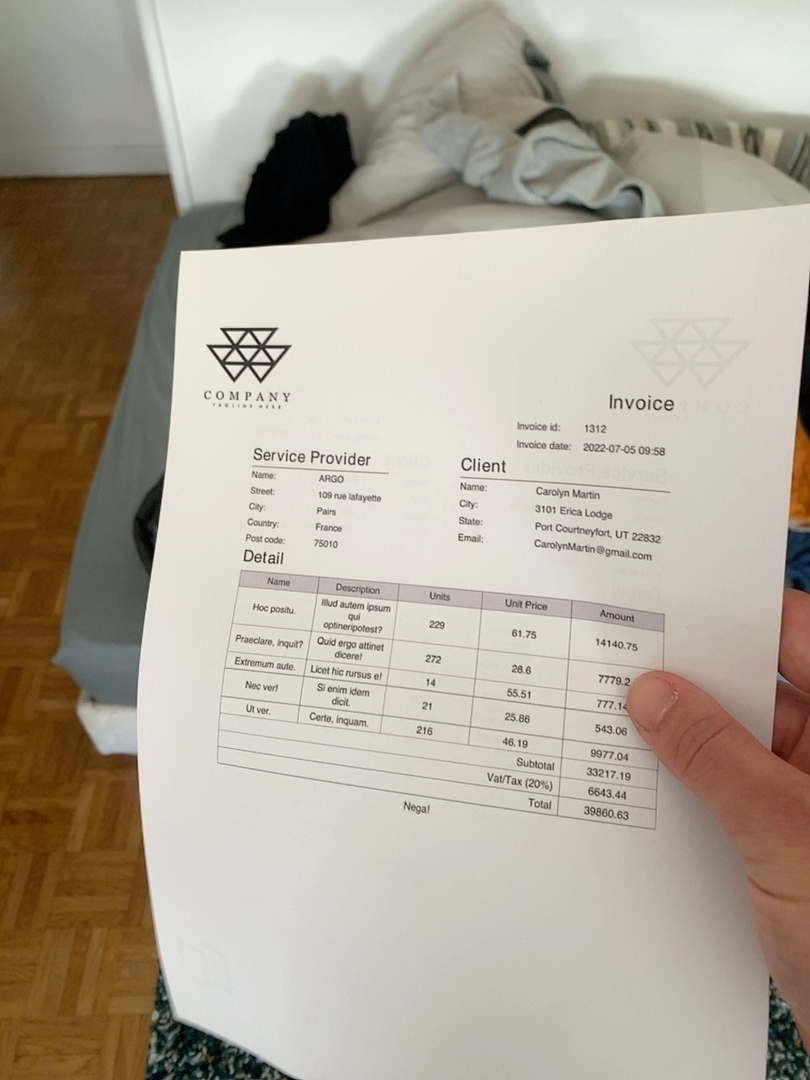 COMPANY
TAGLINE HERE
Invoice
Invoice id: 1312
Invoice date: 2022-07-05 09:58
Service Provider
Name: ARGO
Street: 109 rue lafayette
City: Pairs
Country: France
Post code: 75010
Client
Name: Carolyn Martin
City: 3101 Erica Lodge
State: Port Courtneyfort, UT 22832
Email: CarolynMartin@gmail.com
Detail
Name Description Units Unit Price Amount
Hoc positu. Illud autem ipsum qui optineripotest? 229 61.75 14140.75
Praeclare, inquit? Quid ergo attinet dicere! 272 28.6 7779.2
Extremum aute. Licet hic rursus e! 14 55.51 777.14
Nec ver! Si enim idem dicit. 21 25.86 543.06
Ut ver. Certe, inquam. 216 46.19 9977.04
Subtotal 33217.19
Vat/Tax (20%) 6643.44
Total 39860.63
Nega!